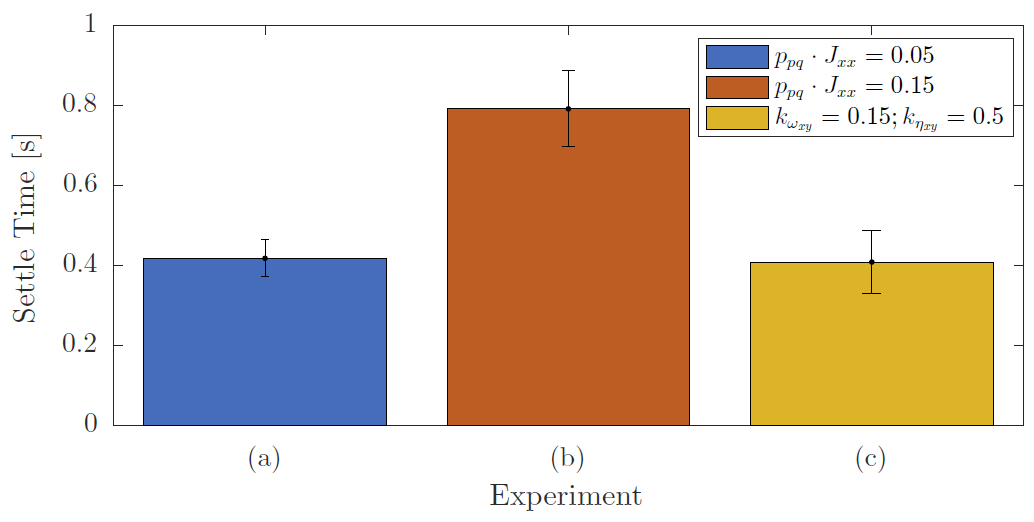 1
0.8
0.6
0.4
0.2
0
Settle Time [s]
p_{pq} · J_{xx} = 0.05
p_{pq} · J_{xx} = 0.15
k_{ω_{xy}} = 0.15; k_{η_{xy}} = 0.5
(a) (b) (c)
Experiment